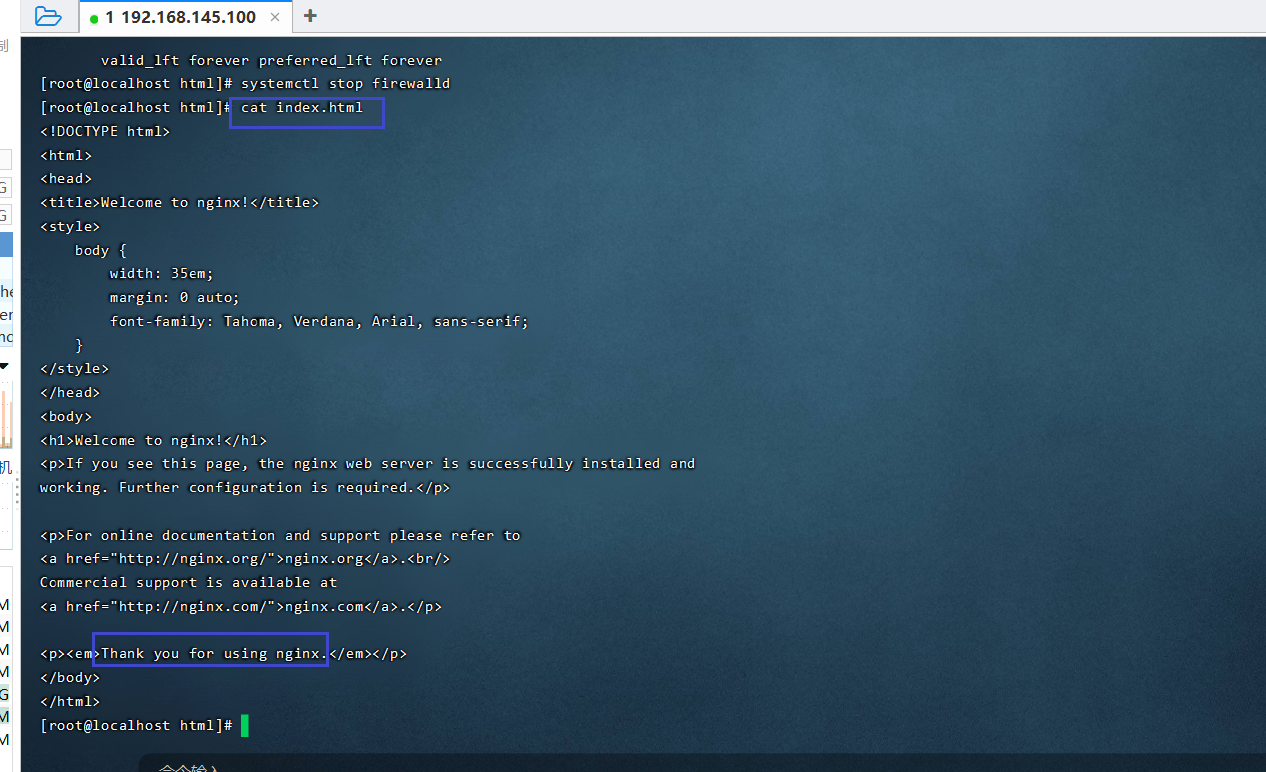 1 192.168.145.100 × +
制
       valid_lft forever preferred_lft forever
[root@localhost html]# systemctl stop firewalld
[root@localhost html]# cat index.html
<!DOCTYPE html>
<html>
<head>
<title>Welcome to nginx!</title>
<style>
    body {
        width: 35em;
        margin: 0 auto;
        font-family: Tahoma, Verdana, Arial, sans-serif;
    }
</style>
</head>
<body>
<h1>Welcome to nginx!</h1>
<p>If you see this page, the nginx web server is successfully installed and
working. Further configuration is required.</p>

<p>For online documentation and support please refer to
<a href="http://nginx.org/">nginx.org</a>.<br/>
Commercial support is available at
<a href="http://nginx.com/">nginx.com</a>.</p>

<p><em>Thank you for using nginx.</em></p>
</body>
</html>
[root@localhost html]#
G
G
he
er
机
M
M
M
M
G
M
M